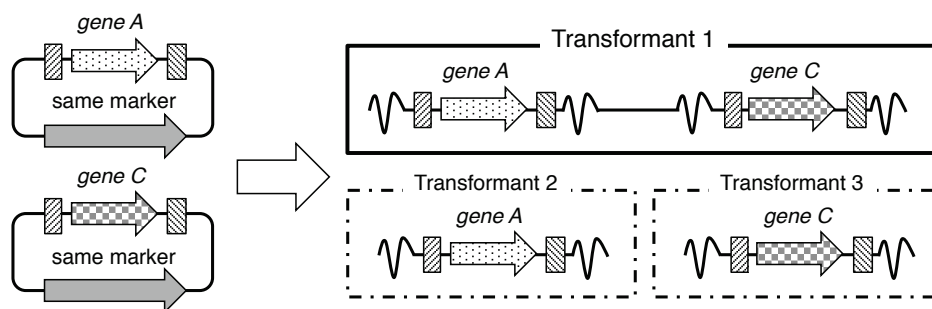 gene A
same marker
gene C
same marker
Transformant 1
gene A
gene C
Transformant 2
gene A
Transformant 3
gene C